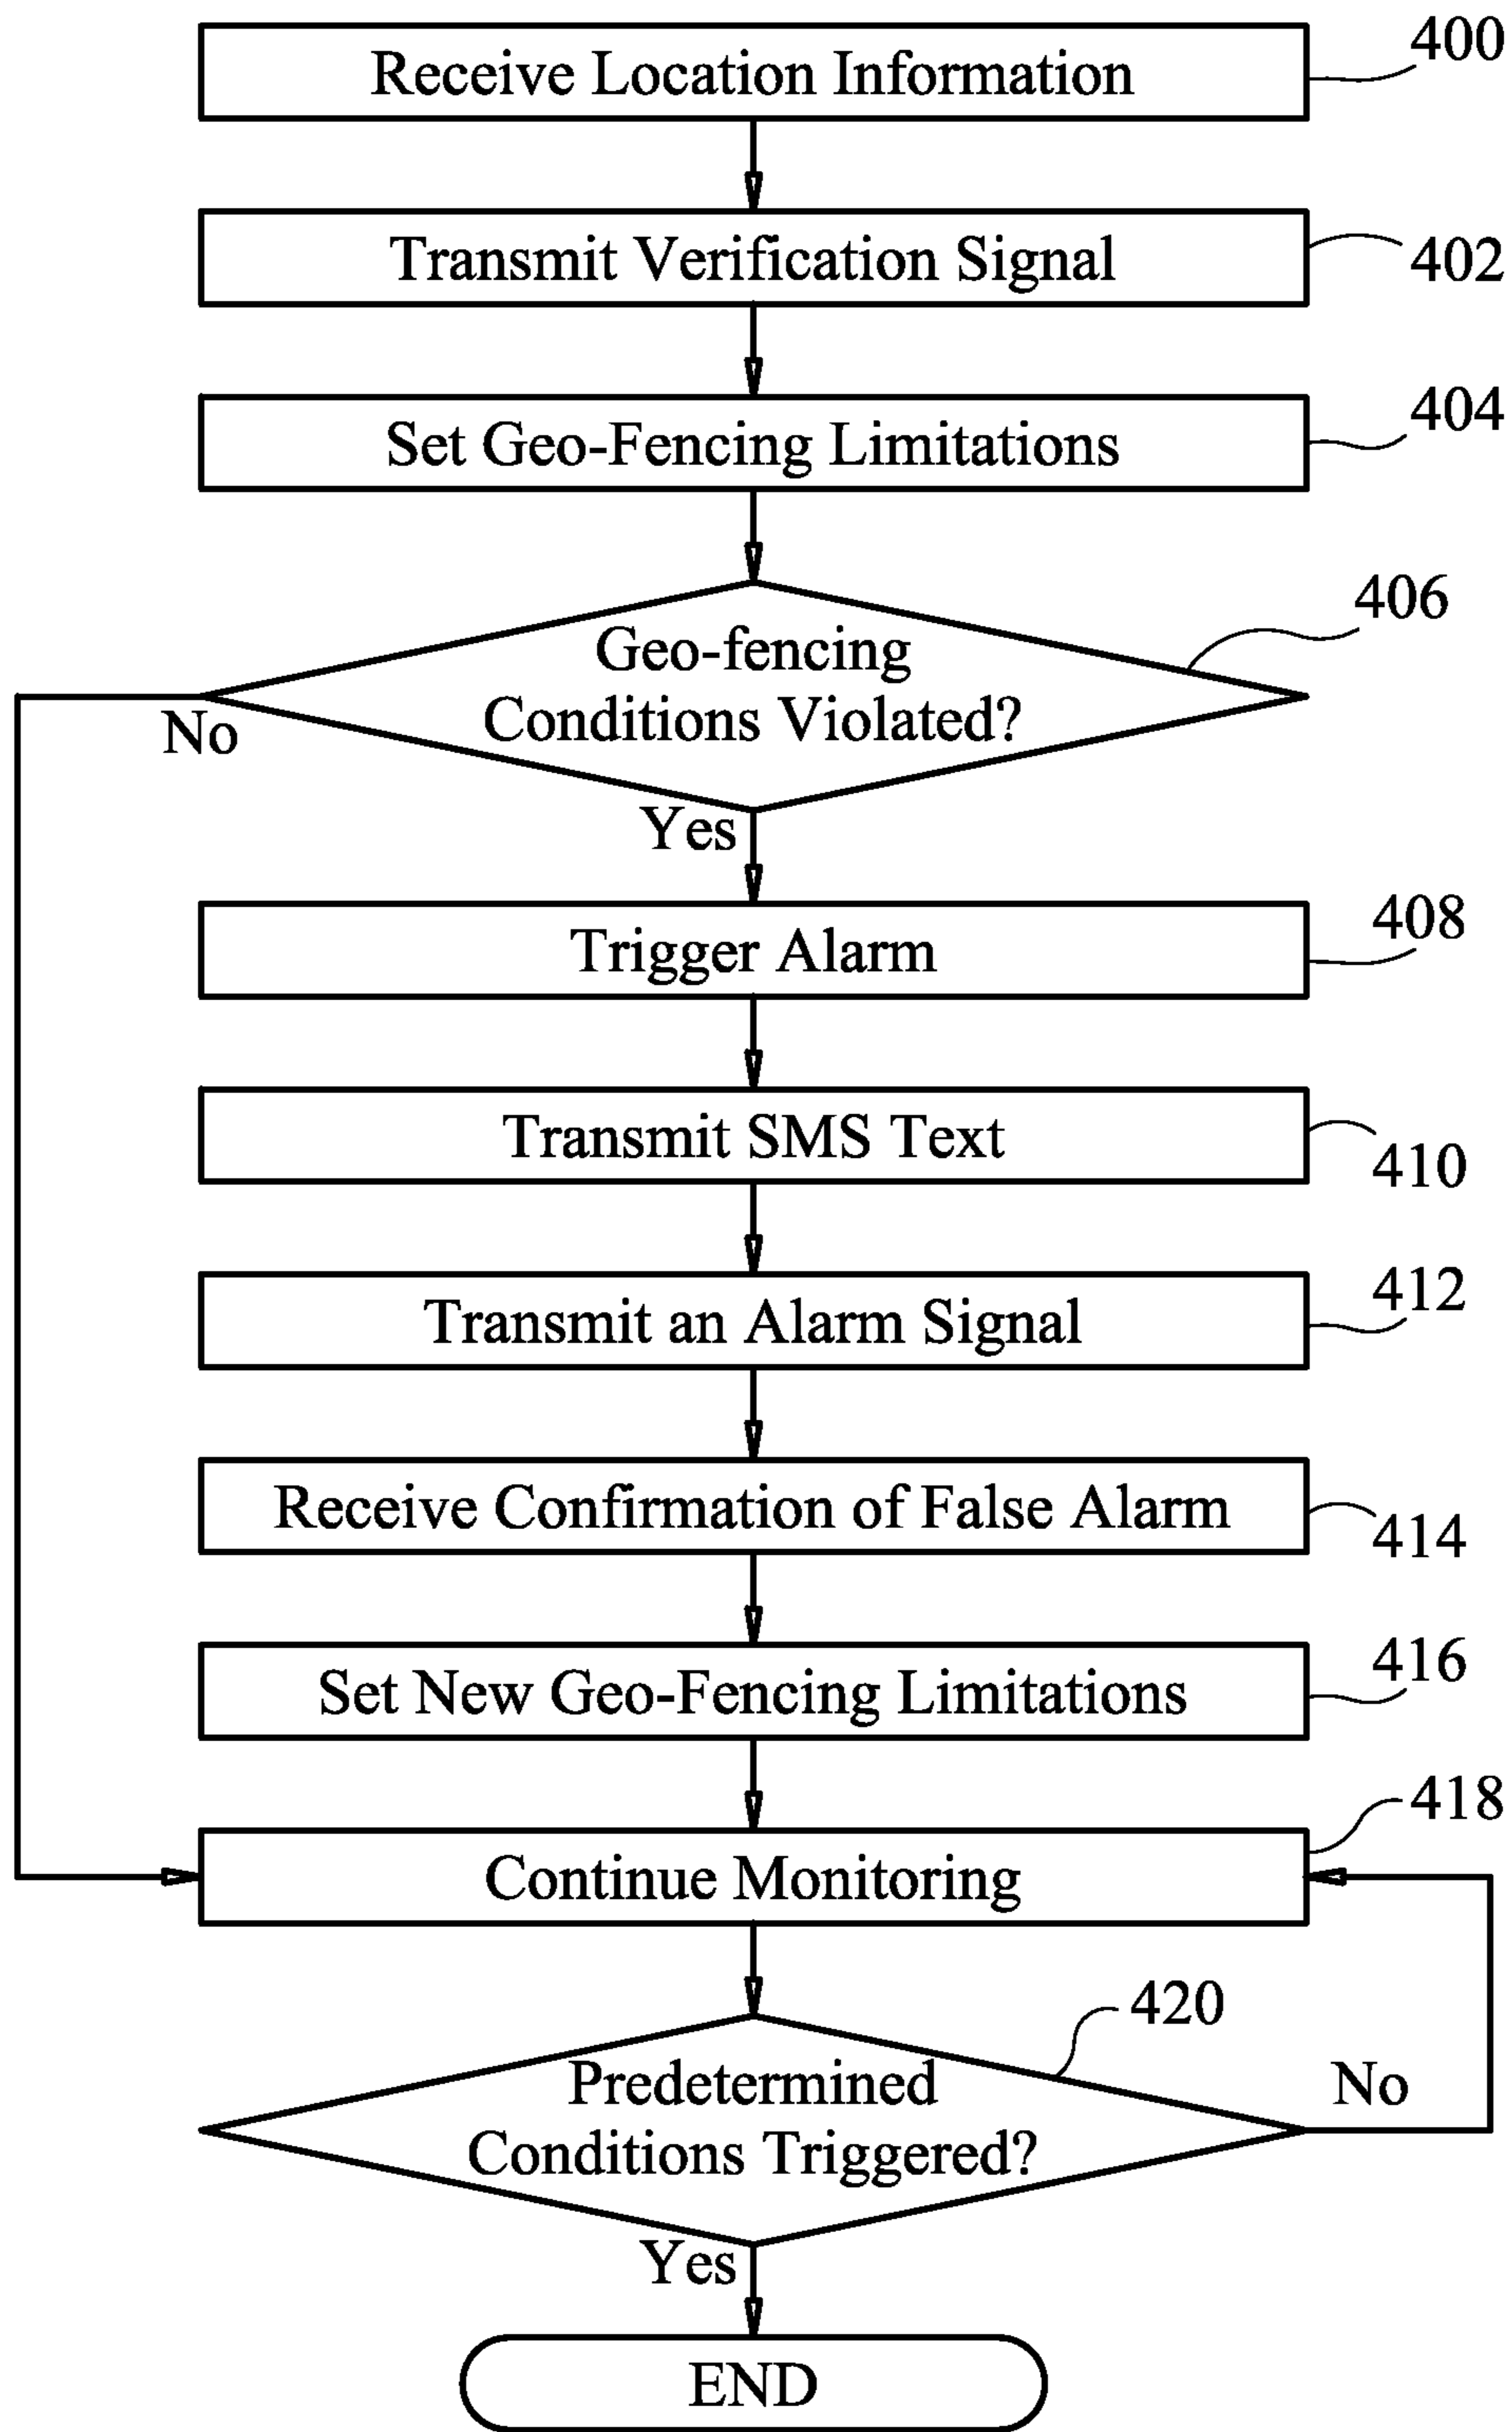 Receive Location Information
400
Transmit Verification Signal
402
Set Geo-Fencing Limitations
404
Geo-fencing
Conditions Violated?
406
No
Yes
Trigger Alarm
408
Transmit SMS Text
410
Transmit an Alarm Signal
412
Receive Confirmation of False Alarm
414
Set New Geo-Fencing Limitations
416
Continue Monitoring
418
Predetermined
Conditions Triggered?
420
No
Yes
END